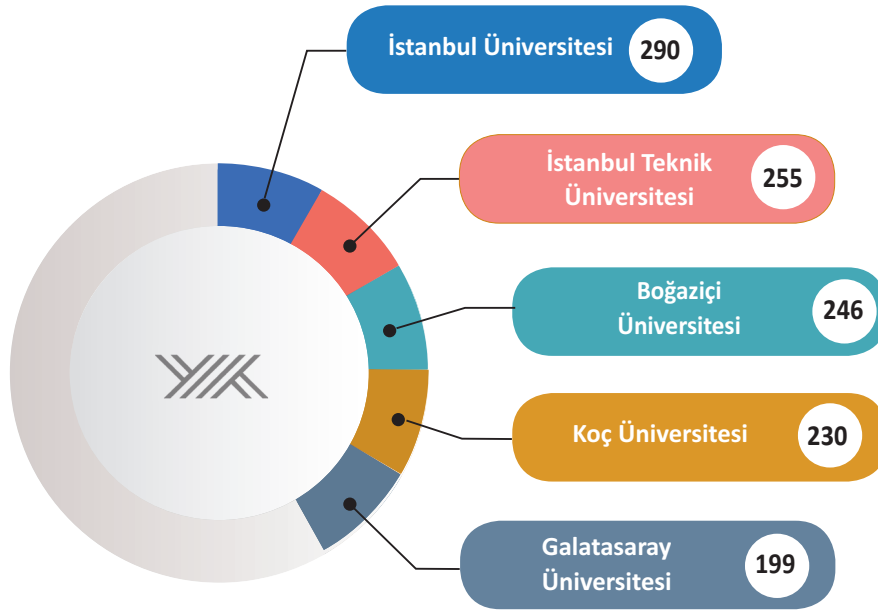 İstanbul Üniversitesi 290
İstanbul Teknik
Üniversitesi
255
Boğaziçi
Üniversitesi
246
Koç Üniversitesi 230
Galatasaray
Üniversitesi
199